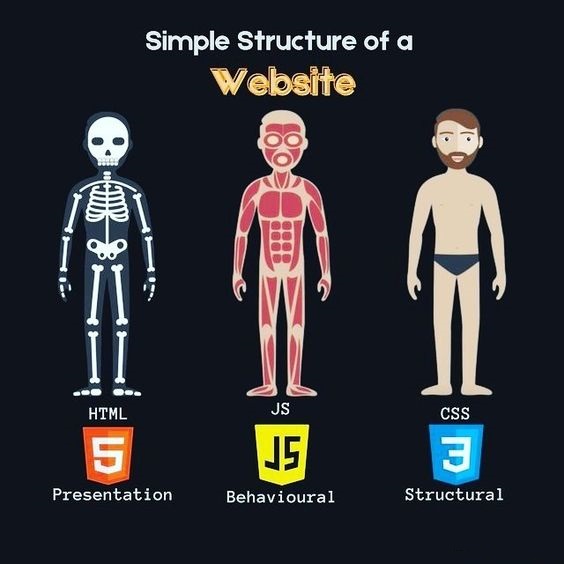 Simple Structure of a
Website
HTML
JS
CSS
5
JS
3
Presentation
Behavioural
Structural